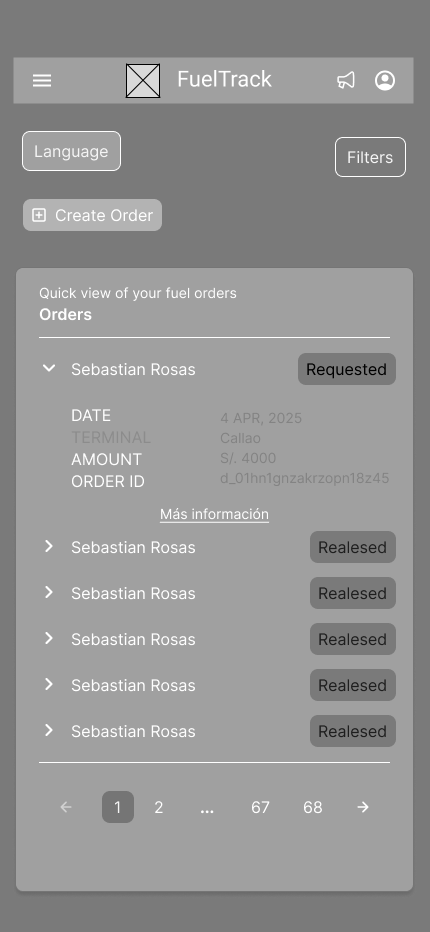 FuelTrack
Language
Filters
Create Order
Quick view of your fuel orders
Orders
Sebastian Rosas Requested
DATE 4 APR, 2025
TERMINAL Callao
AMOUNT S/. 4000
ORDER ID d_01hn1gnzakrzopn18z45
Más información
Sebastian Rosas Realesed
Sebastian Rosas Realesed
Sebastian Rosas Realesed
Sebastian Rosas Realesed
Sebastian Rosas Realesed
1 2 ... 67 68